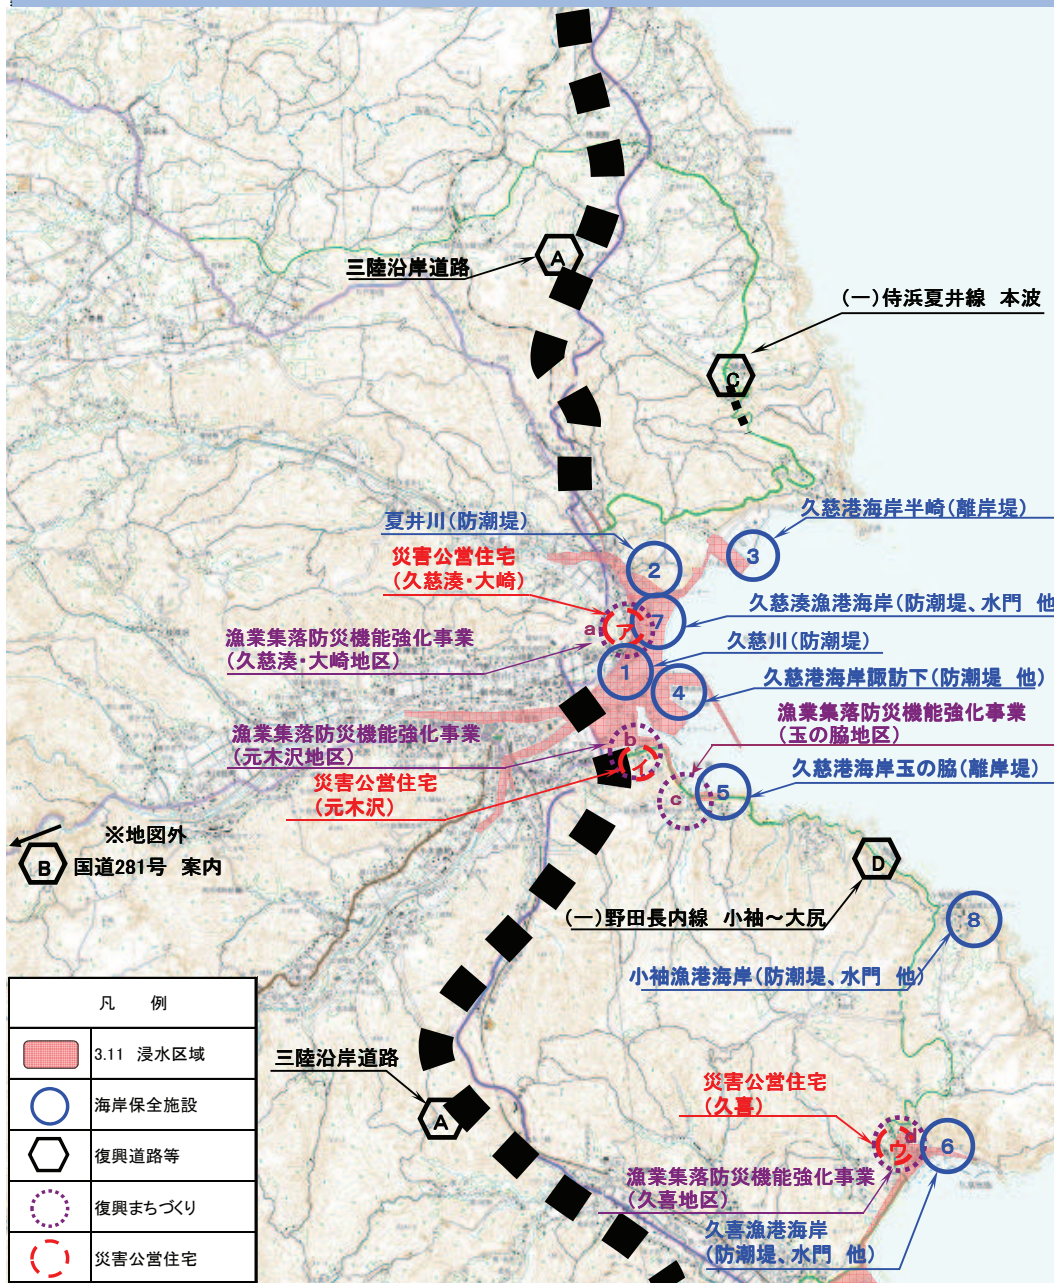 三陸沿岸道路
A
(一)侍浜夏井線 本波
C
久慈港海岸半崎(離岸堤)
3
夏井川(防潮堤)
2
災害公営住宅
(久慈湊・大崎)
久慈湊漁港海岸(防潮堤、水門 他
7
a
ア
漁業集落防災機能強化事業
(久慈湊・大崎地区)
久慈川(防潮堤)
1
久慈港海岸諏訪下(防潮堤 他)
4
漁業集落防災機能強化事業
(玉の脇地区)
漁業集落防災機能強化事業
(元木沢地区)
b
イ
災害公営住宅
(元木沢)
久慈港海岸玉の脇(離岸堤)
5
c
※地図外
B
国道281号 案内
D
(一)野田長内線 小袖～大尻
8
小袖漁港海岸(防潮堤、水門 他)
三陸沿岸道路
A
災害公営住宅
(久喜)
d
ウ
6
漁業集落防災機能強化事業
(久喜地区)
久喜漁港海岸
(防潮堤、水門 他)
凡 例
3.11 浸水区域
海岸保全施設
復興道路等
復興まちづくり
災害公営住宅